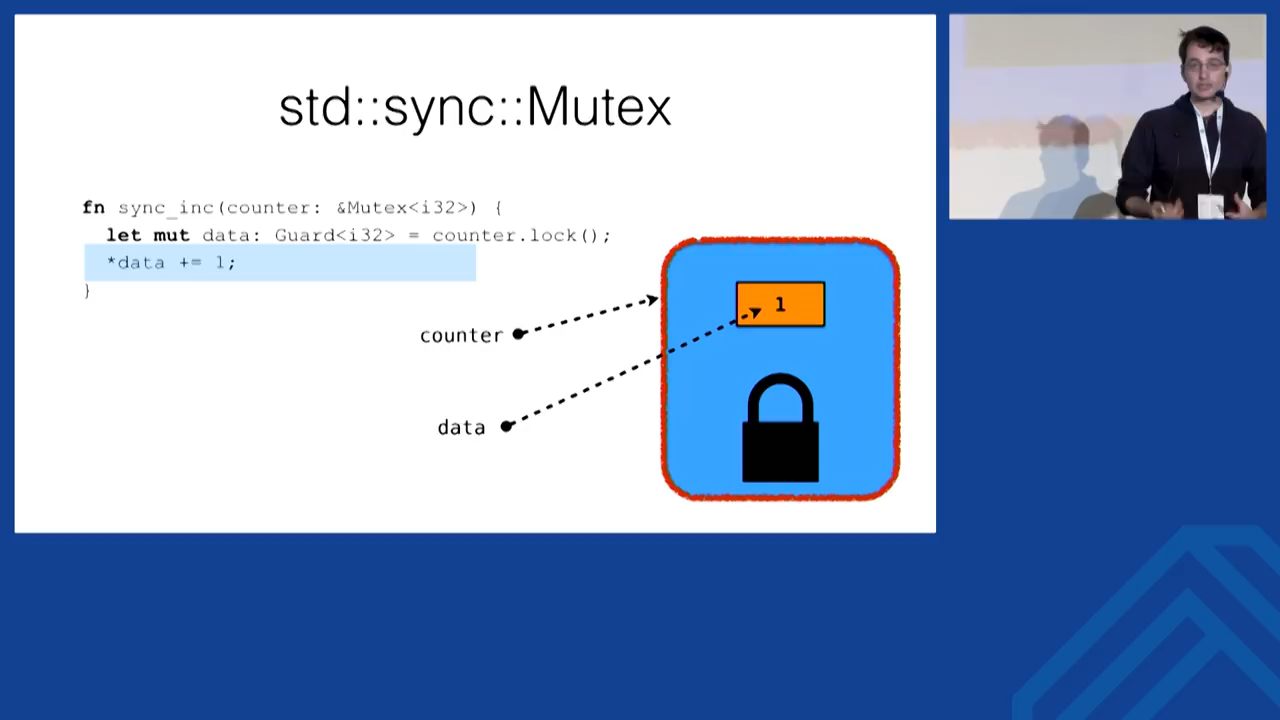 std::sync::Mutex
fn sync_inc(counter: &Mutex<i32>) {
let mut data: Guard<i32> = counter.lock();
*data += 1;
}
1
counter
data